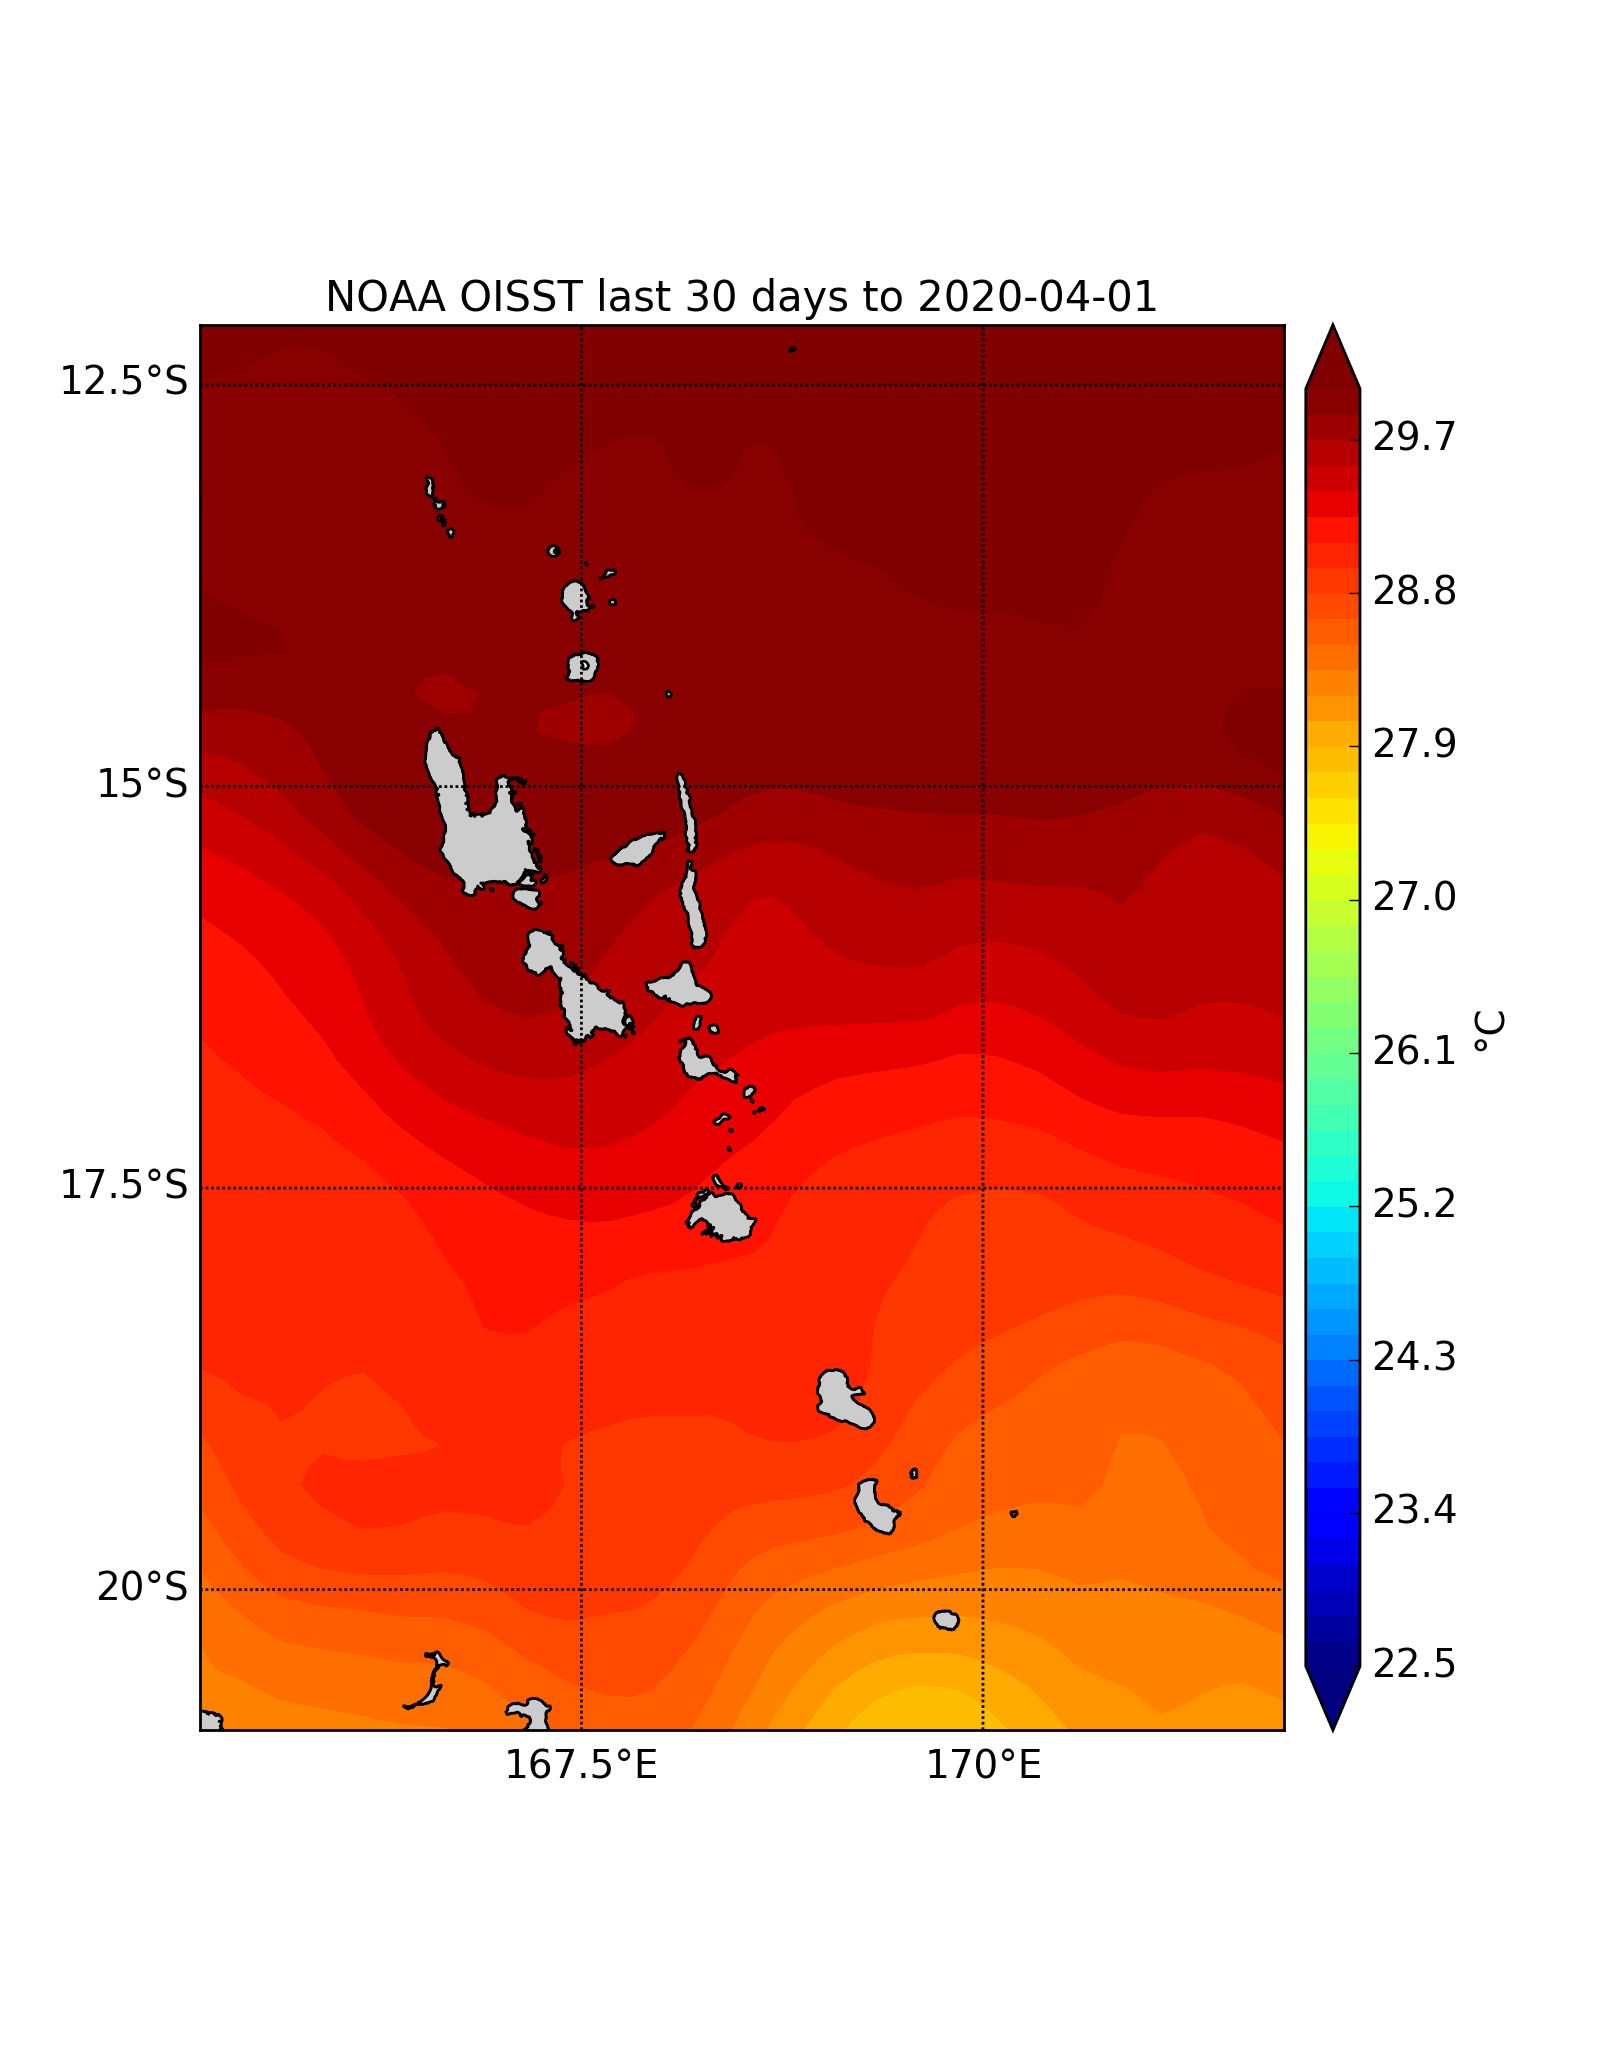 NOAA OISST last 30 days to 2020-04-01
12.5°S
15°S
17.5°S
20°S
167.5°E
170°E
29.7
28.8
27.9
27.0
26.1
25.2
24.3
23.4
22.5
°C